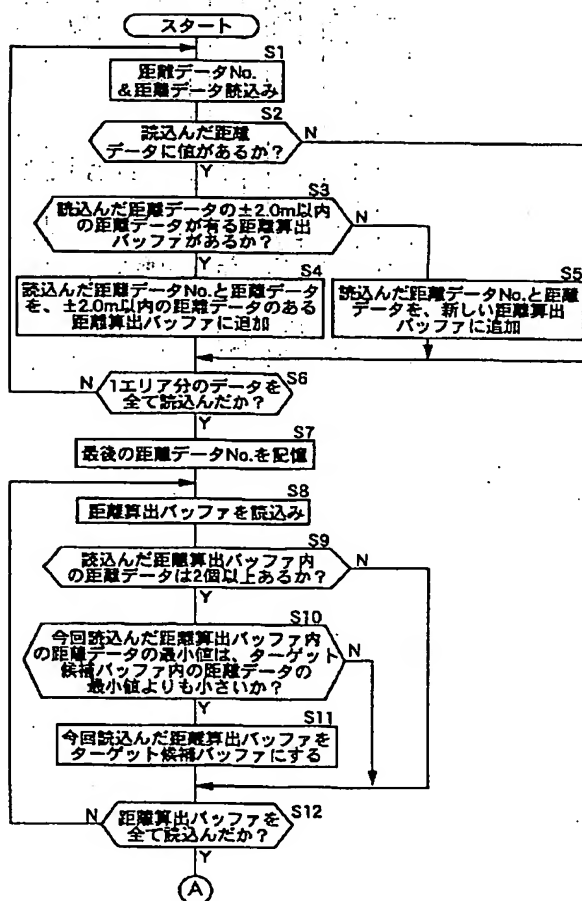 スタート
S1
距離データNo.
&距離データ読込み
S2
読込んだ距離
データに値があるか?
N
Y
S3
読込んだ距離データの±2.0m以内
の距離データが有る距離算出
バッファがあるか?
N
Y
S4
読込んだ距離データNo.と距離データ
を、±2.0m以内の距離データのある
距離算出バッファに追加
S5
読込んだ距離データNo.と距離
データを、新しい距離算出
バッファに追加
S6
1エリア分のデータを
全て読込んだか?
N
Y
S7
最後の距離データNo.を記憶
S8
距離算出バッファを読込み
S9
読込んだ距離算出バッファ内
の距離データは2個以上あるか?
N
Y
S10
今回読込んだ距離算出バッファ内
の距離データの最小値は、ターゲット
候補バッファ内の距離データの
最小値よりも小さいか?
N
Y
S11
今回読込んだ距離算出バッファを
ターゲット候補バッファにする
S12
距離算出バッファを
全て読込んだか?
N
Y
A